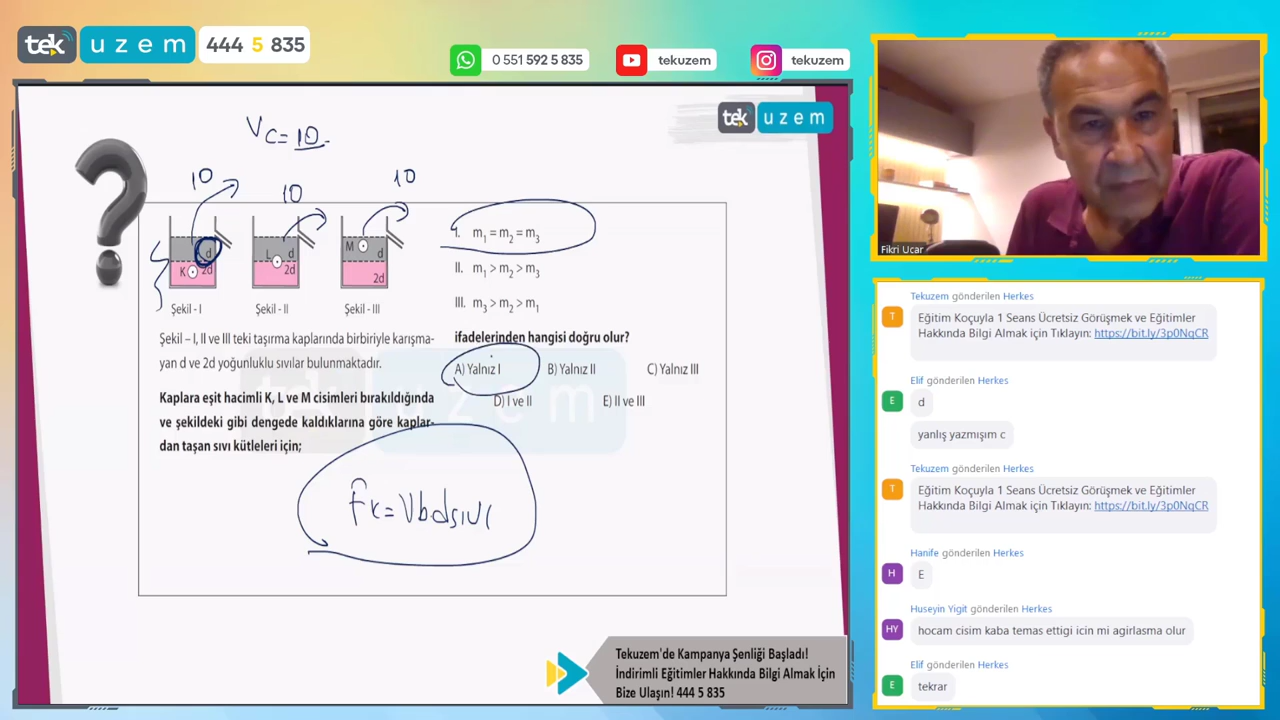 tek uzem 444 5 835
0 551 592 5 835
tekuzem
tekuzem
tek uzem
Vc = 10
10
10
10
d
K
2d
L
d
2d
M
d
2d
Şekil-I
Şekil - II
Şekil - III
I. m1 = m2 = m3
II. m1 > m2 > m3
III. m3 > m2 > m1
Şekil – I, II ve III teki taşırma kaplarında birbiriyle karışma-
yan d ve 2d yoğunluklu sıvılar bulunmaktadır.
Kaplara eşit hacimli K, L ve M cisimleri bırakıldığında
ve şekildeki gibi dengede kaldıklarına göre kaplar-
dan taşan sıvı kütleleri için;
ifadelerinden hangisi doğru olur?
A) Yalnız I
B) Yalnız II
C) Yalnız III
D) I ve II
E) II ve III
tek uzem
Fk = Vbdsıvı
Tekuzem'de Kampanya Şenliği Başladı!
İndirimli Eğitimler Hakkında Bilgi Almak İçin
Bize Ulaşın! 444 5 835
Fikri Ucar
Tekuzem gönderilen Herkes
T
Eğitim Koçuyla 1 Seans Ücretsiz Görüşmek ve Eğitimler
Hakkında Bilgi Almak için Tıklayın: https://bit.ly/3p0NqCR
Elif gönderilen Herkes
E
d
yanlış yazmışım c
Tekuzem gönderilen Herkes
T
Eğitim Koçuyla 1 Seans Ücretsiz Görüşmek ve Eğitimler
Hakkında Bilgi Almak için Tıklayın: https://bit.ly/3p0NqCR
Hanife gönderilen Herkes
H
E
Huseyin Yigit gönderilen Herkes
HY
hocam cisim kaba temas ettigi icin mi agirlasma olur
Elif gönderilen Herkes
E
tekrar